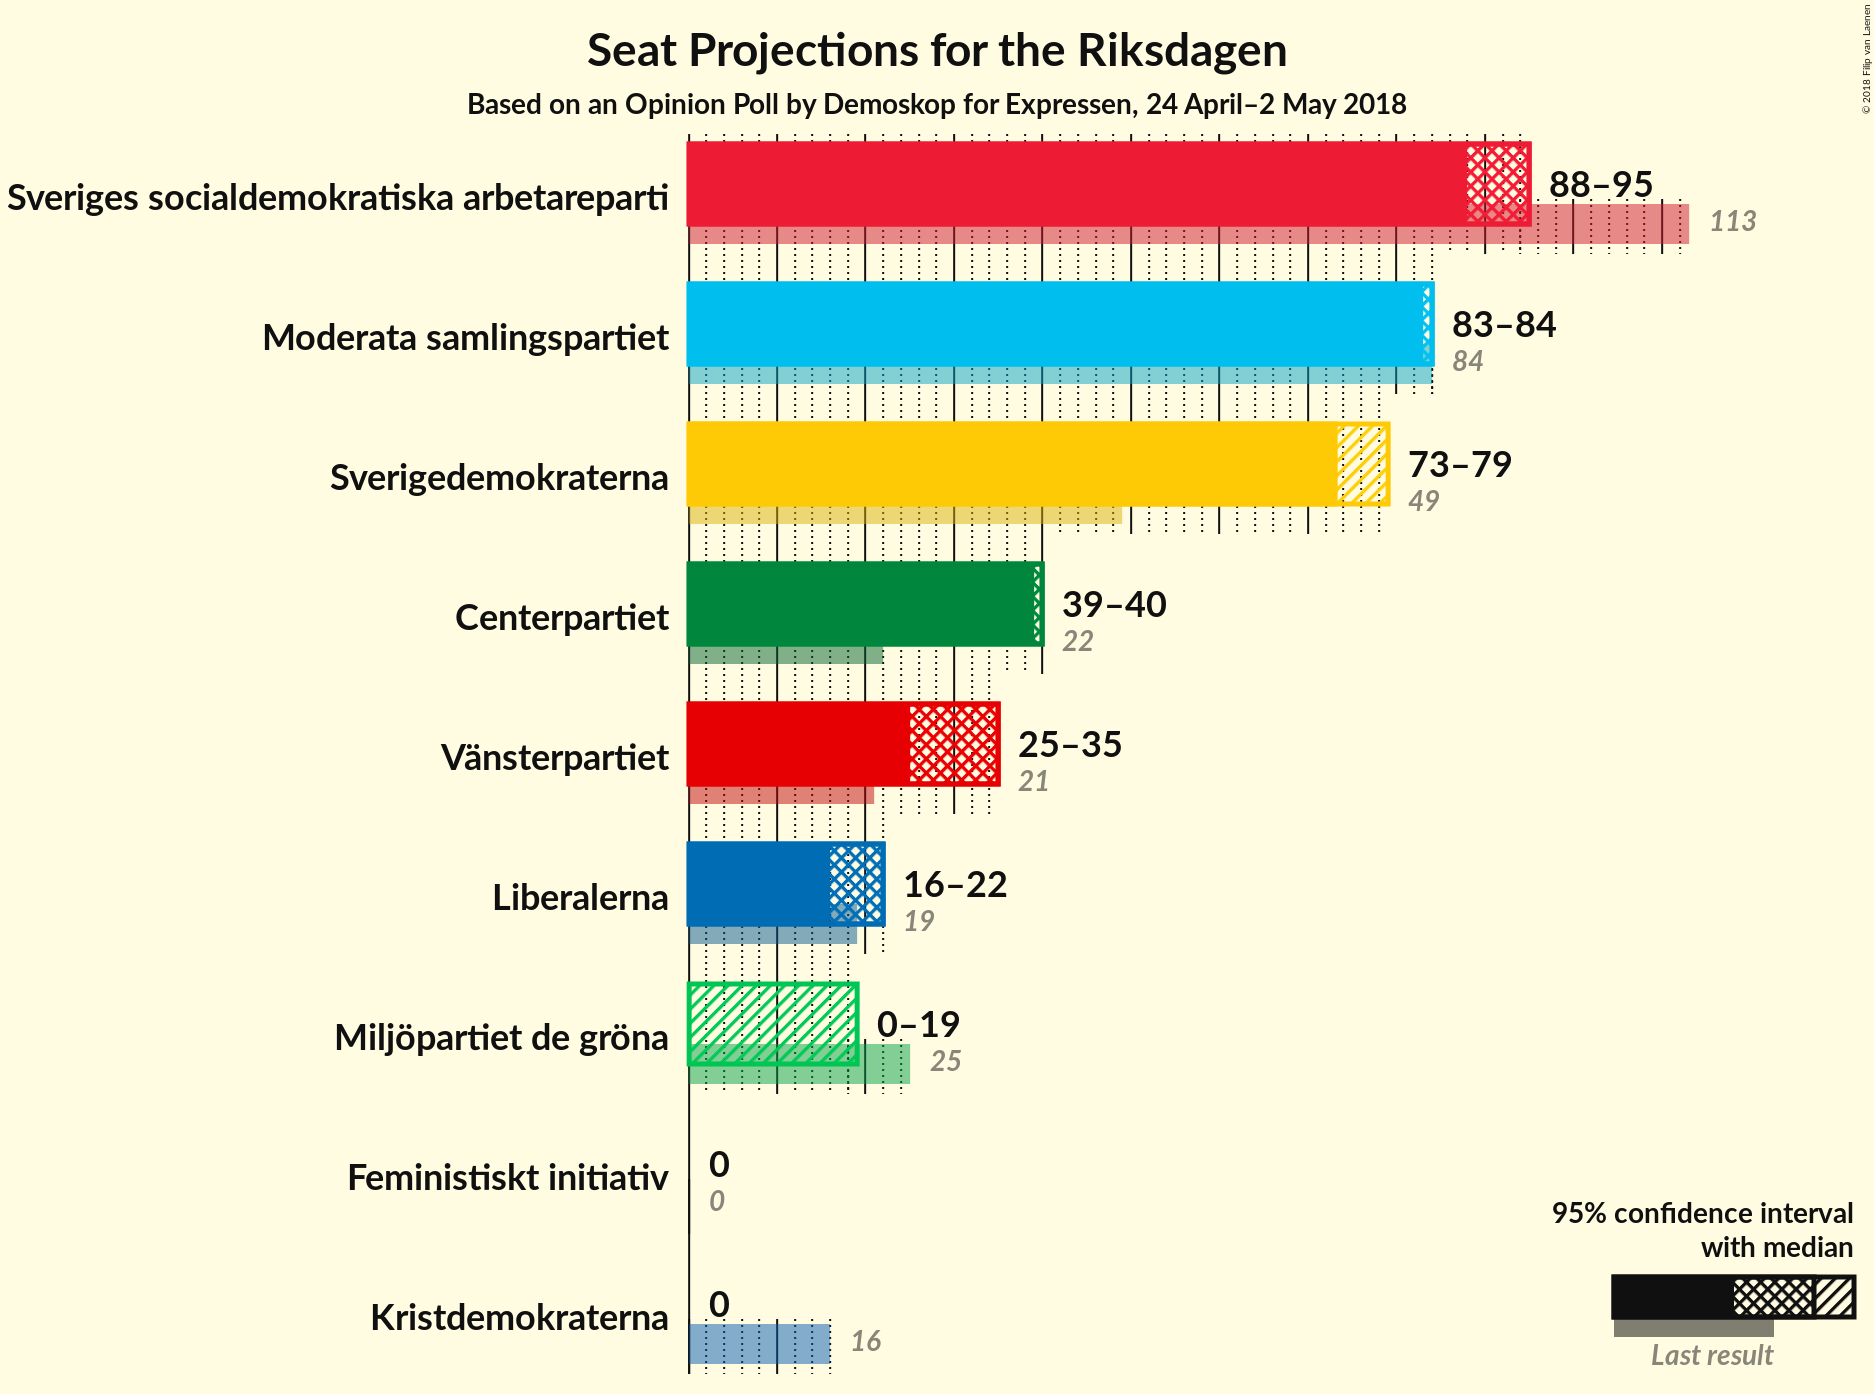 Seat Projections for the Riksdagen
Based on an Opinion Poll by Demoskop for Expressen, 24 April–2 May 2018
© 2018 Filip van Laenen
Sveriges socialdemokratiska arbetareparti
88–95
113
Moderata samlingspartiet
83–84
84
Sverigedemokraterna
73–79
49
Centerpartiet
39–40
22
Vänsterpartiet
25–35
21
Liberalerna
16–22
19
Miljöpartiet de gröna
0–19
25
Feministiskt initiativ
0
0
Kristdemokraterna
0
16
95% confidence interval
with median
Last result